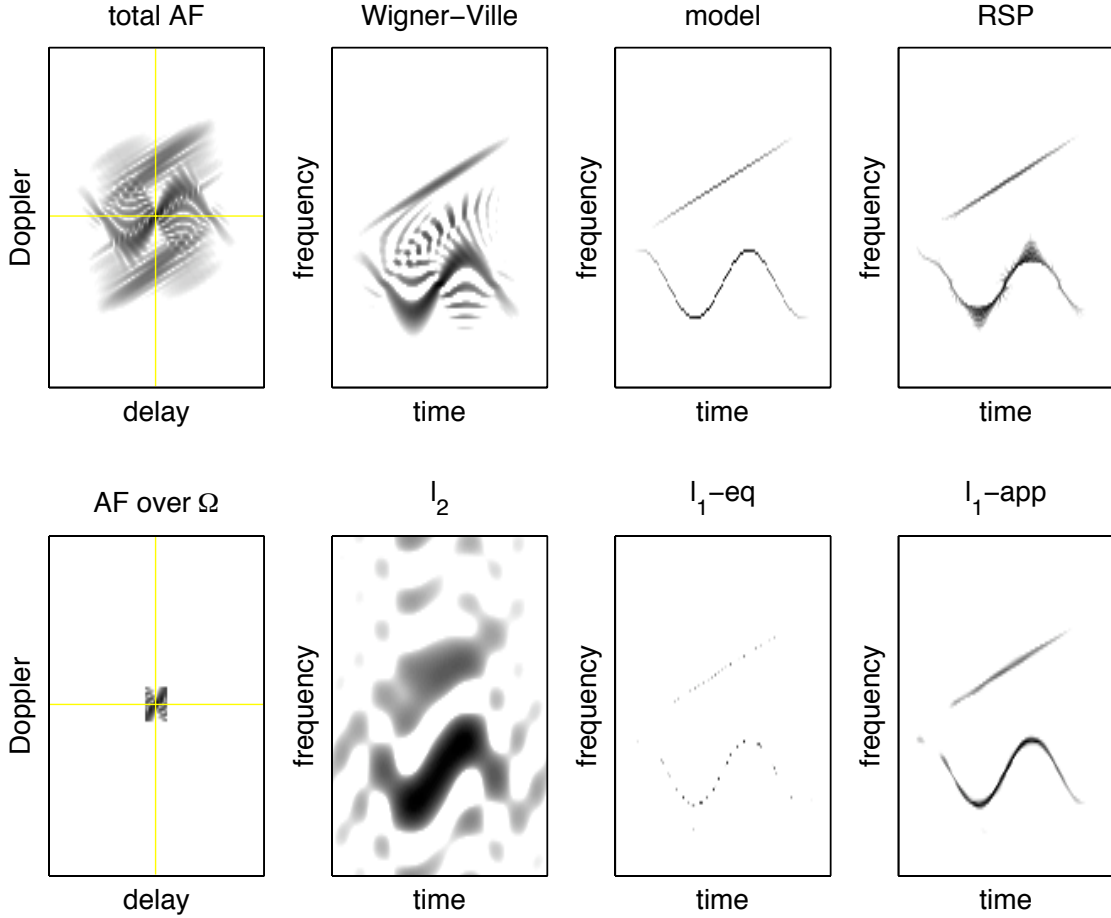 total AF
Wigner−Ville
model
RSP
Doppler
frequency
frequency
frequency
delay
time
time
time
AF over Ω
l2
l1−eq
l1−app
Doppler
frequency
frequency
frequency
delay
time
time
time